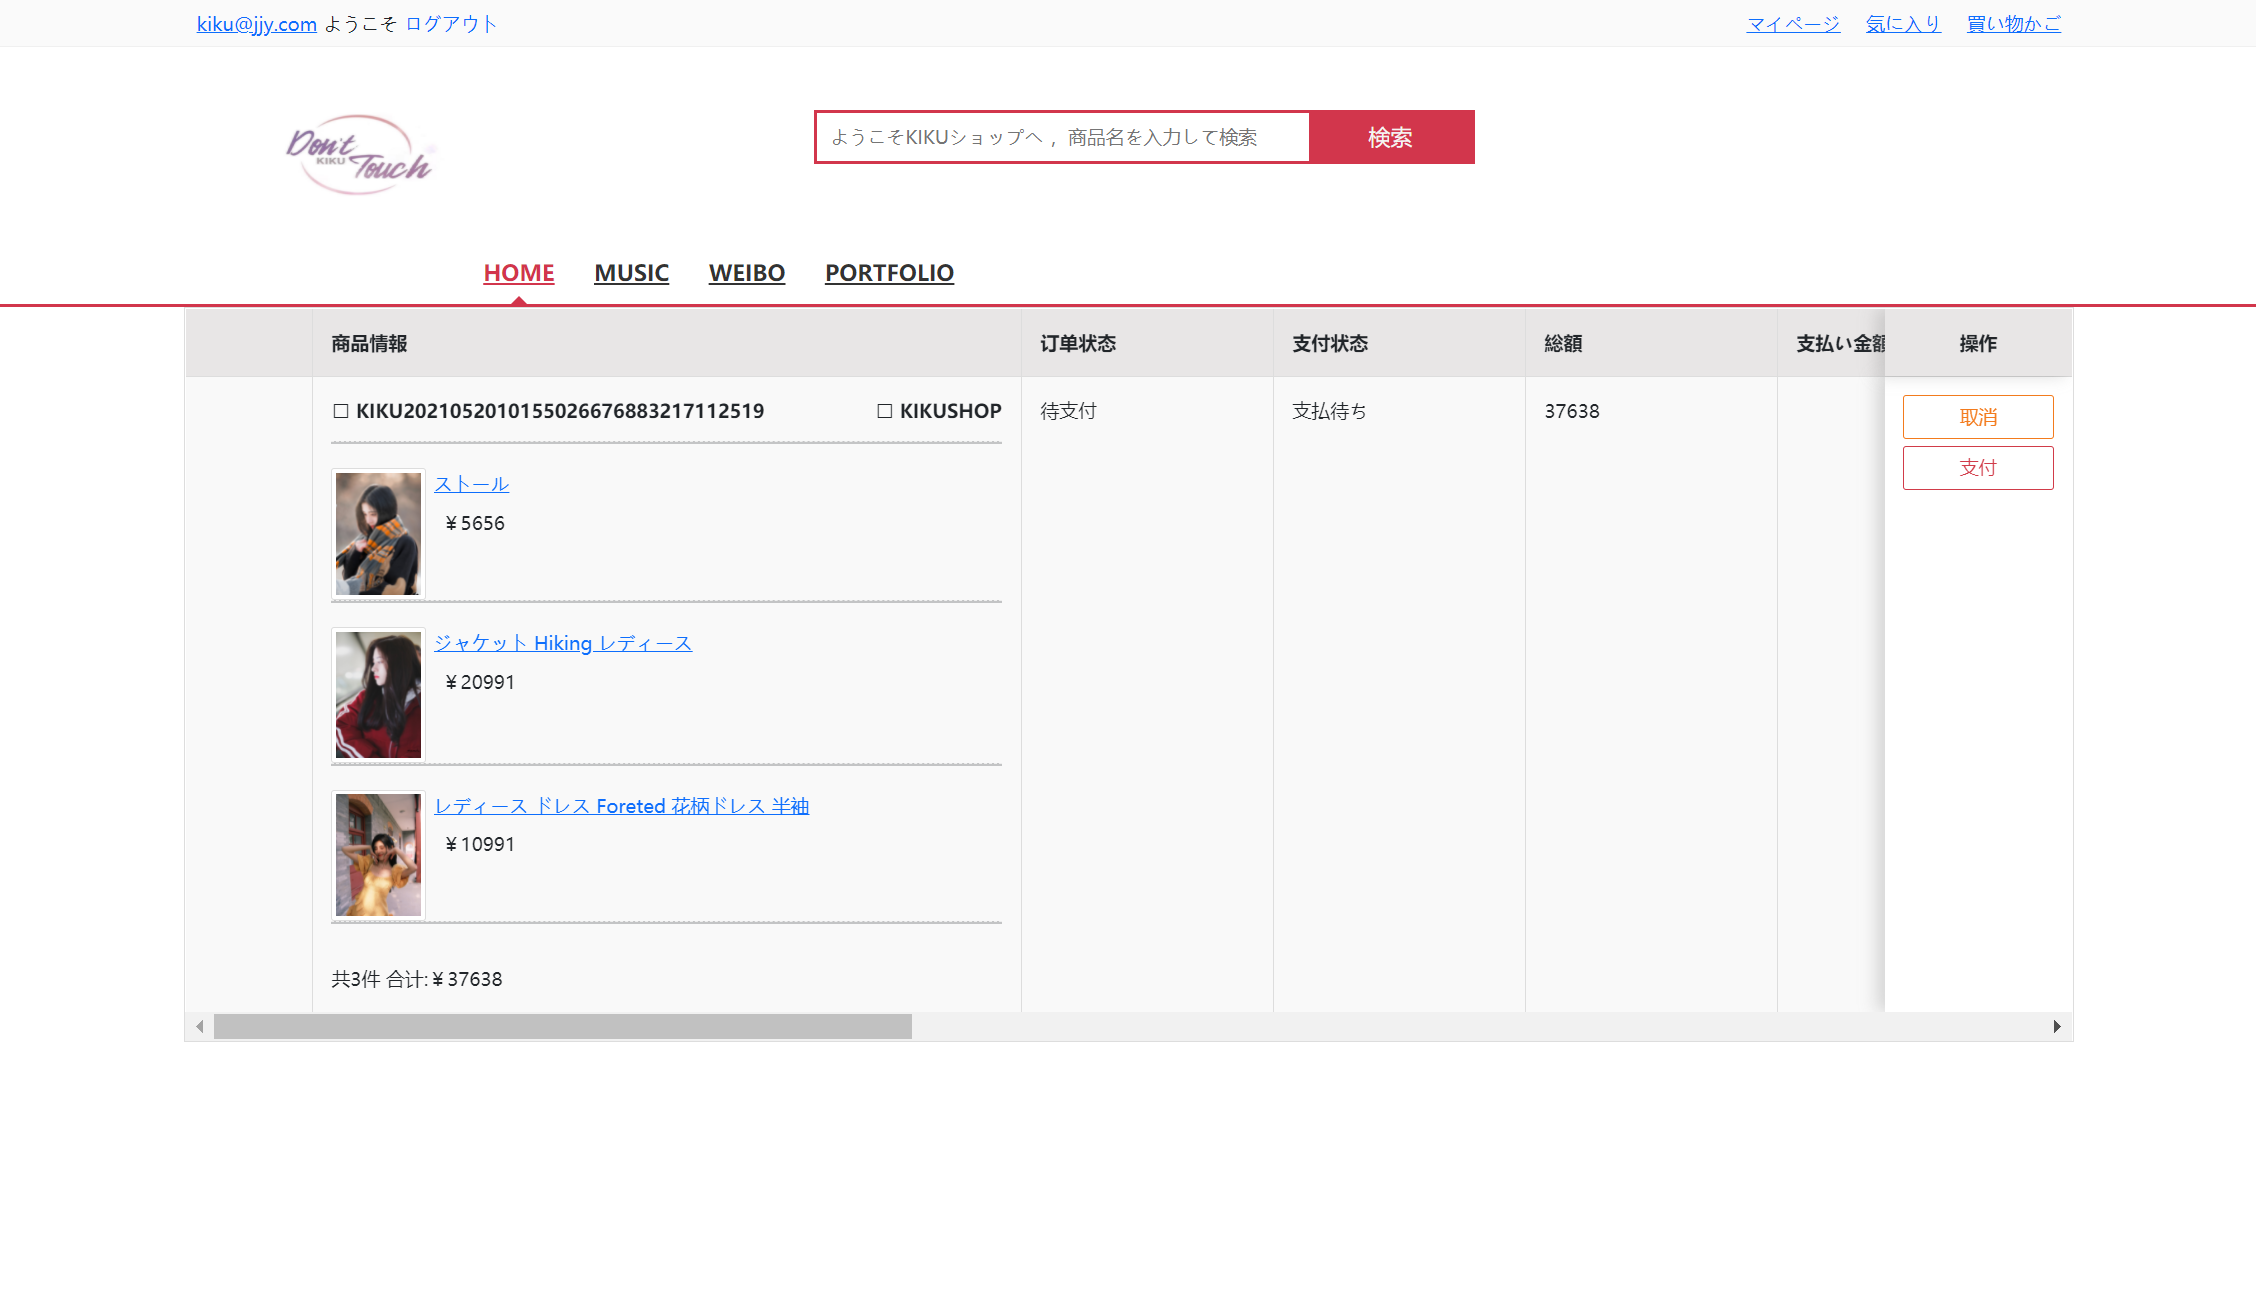 kiku@jjy.com ようこそ ログアウト
マイページ 気に入り 買い物かご
Don't
KIKU
Touch
ようこそKIKUショップへ ，商品名を入力して検索
検索
HOME MUSIC WEIBO PORTFOLIO
商品情報 订单状态 支付状态 総額 支払い金額 操作
☐ KIKU20210520101550266768832171​12519 ☐ KIKUSHOP 待支付 支払待ち 37638
取消
支付
ストール
￥5656
ジャケット Hiking レディース
￥20991
レディース ドレス Foreted 花柄ドレス 半袖
￥10991
共3件 合计:￥37638